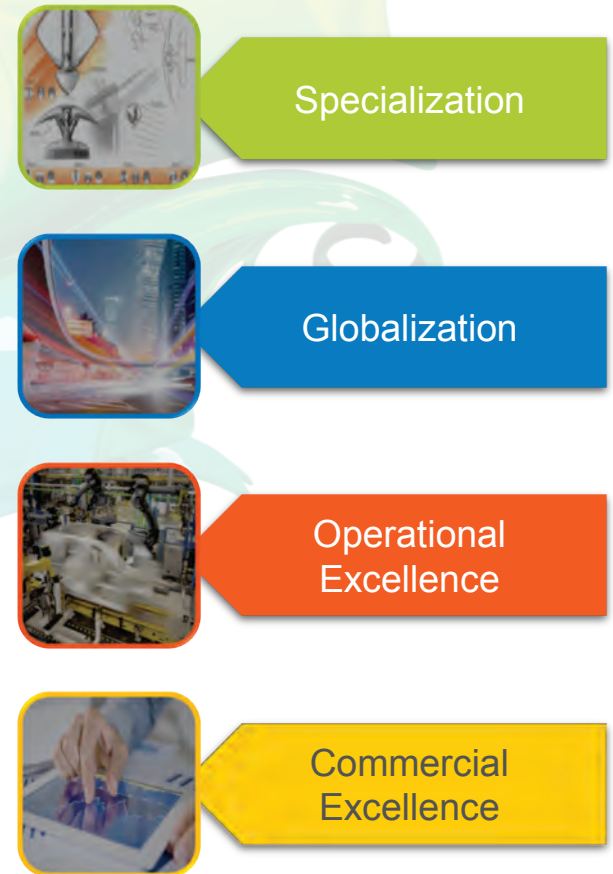 Specialization
Globalization
Operational
Excellence
Commercial
Excellence